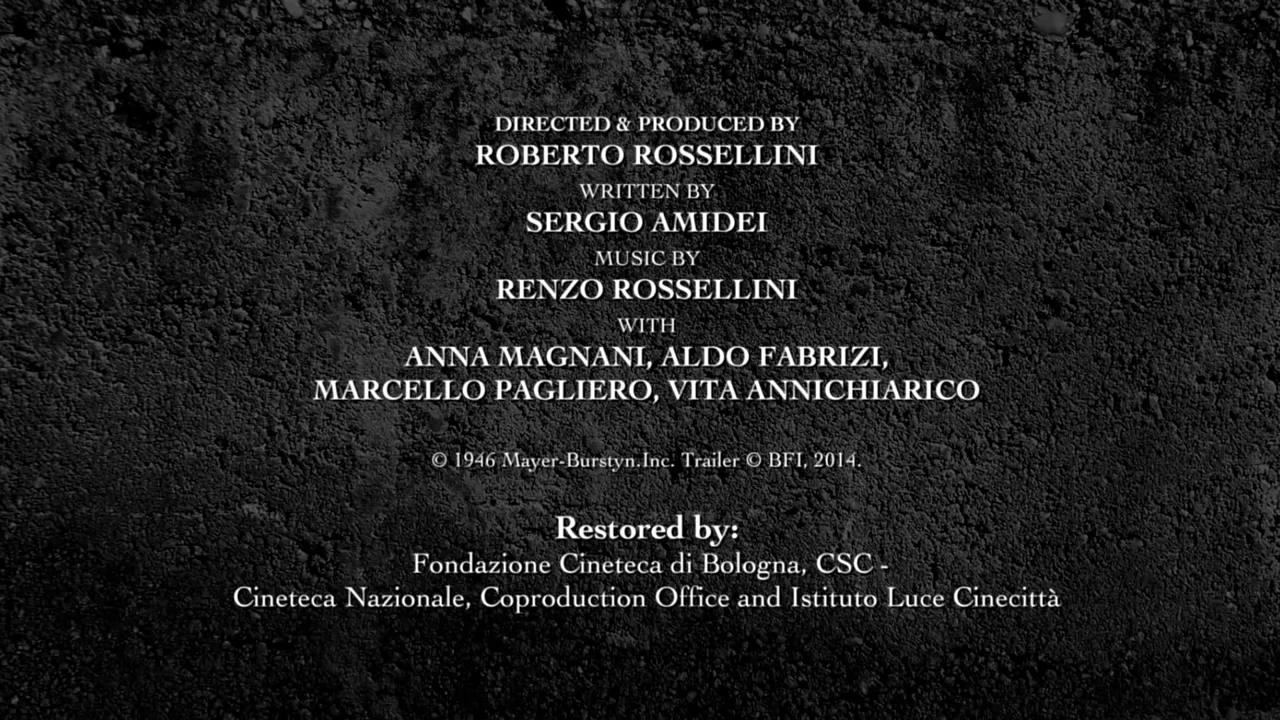 DIRECTED & PRODUCED BY
ROBERTO ROSSELLINI
WRITTEN BY
SERGIO AMIDEI
MUSIC BY
RENZO ROSSELLINI
WITH
ANNA MAGNANI, ALDO FABRIZI,
MARCELLO PAGLIERO, VITA ANNICHIARICO
© 1946 Mayer-Burstyn.Inc. Trailer © BFI, 2014.
Restored by:
Fondazione Cineteca di Bologna, CSC -
Cineteca Nazionale, Coproduction Office and Istituto Luce Cinecittà